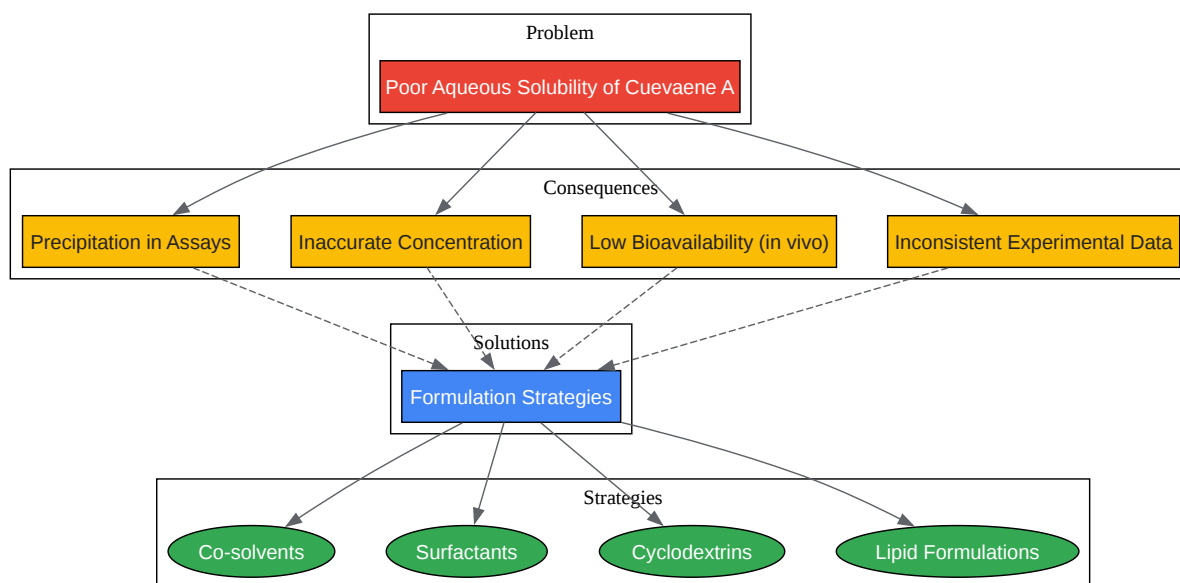 Problem
Poor Aqueous Solubility of Cuevaene A
Consequences
Precipitation in Assays
Inaccurate Concentration
Low Bioavailability (in vivo)
Inconsistent Experimental Data
Solutions
Formulation Strategies
Strategies
Co-solvents
Surfactants
Cyclodextrins
Lipid Formulations